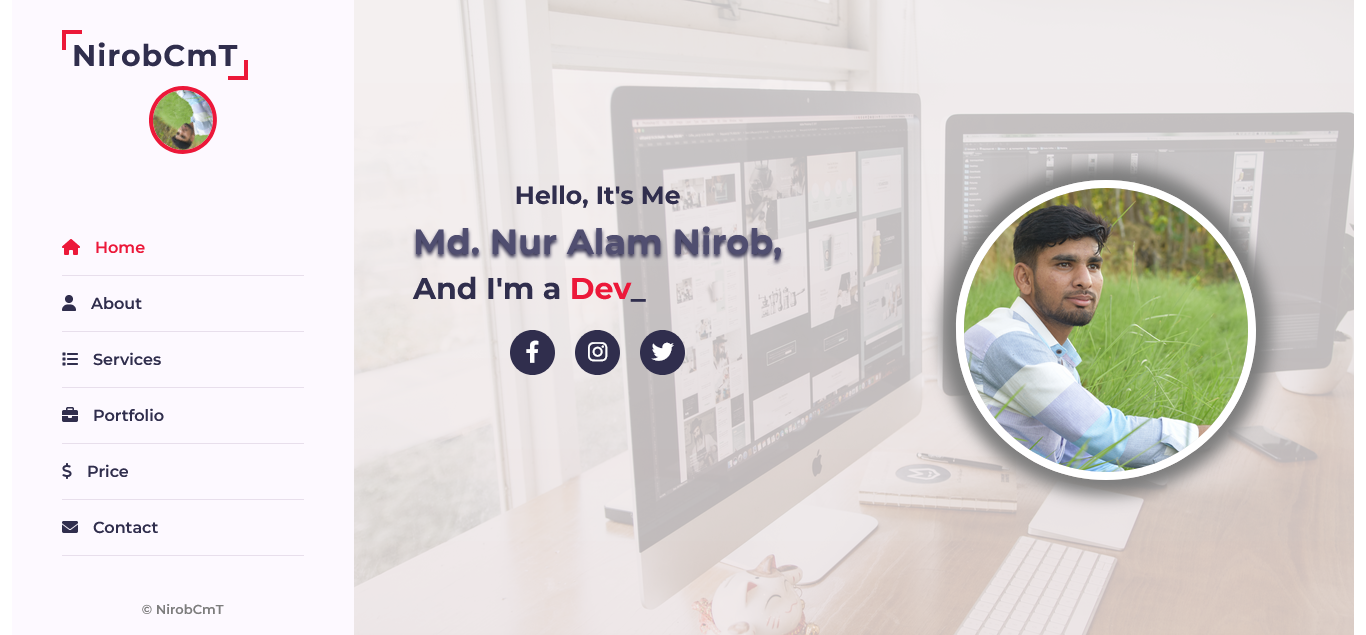 NirobCmT
Home
About
Services
Portfolio
Price
Contact
© NirobCmT
Hello, It's Me
Md. Nur Alam Nirob,
And I'm a Dev_